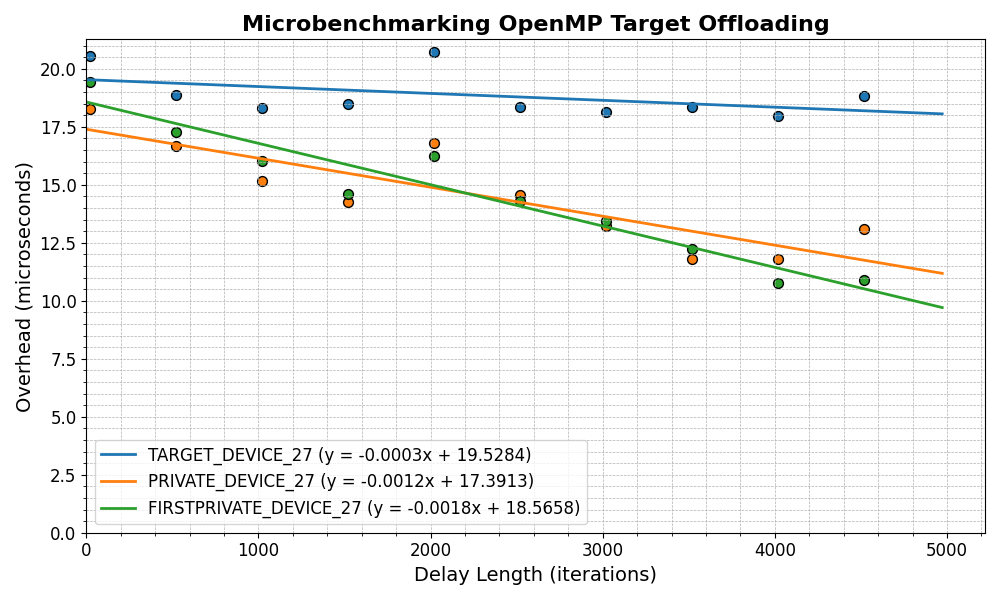 Microbenchmarking OpenMP Target Offloading
Overhead (microseconds)
20.0
17.5
15.0
12.5
10.0
7.5
5.0
2.5
0.0
TARGET_DEVICE_27 (y = -0.0003x + 19.5284)
PRIVATE_DEVICE_27 (y = -0.0012x + 17.3913)
FIRSTPRIVATE_DEVICE_27 (y = -0.0018x + 18.5658)
0 1000 2000 3000 4000 5000
Delay Length (iterations)